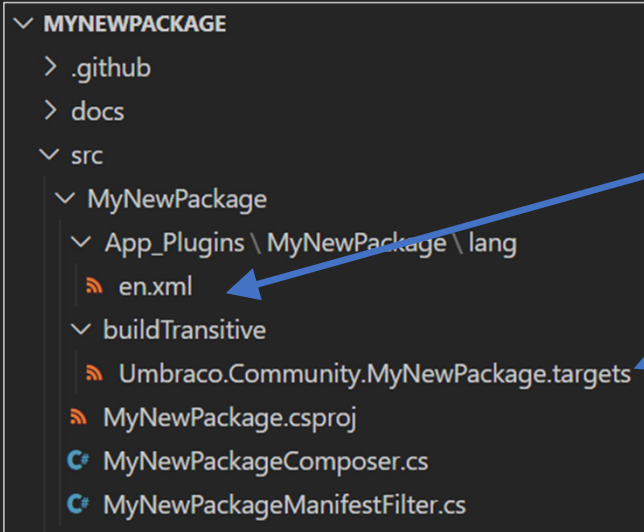 MYNEWPACKAGE
.github
docs
src
MyNewPackage
App_Plugins \ MyNewPackage \ lang
en.xml
buildTransitive
Umbraco.Community.MyNewPackage.targets
MyNewPackage.csproj
C# MyNewPackageComposer.cs
C# MyNewPackageManifestFilter.cs